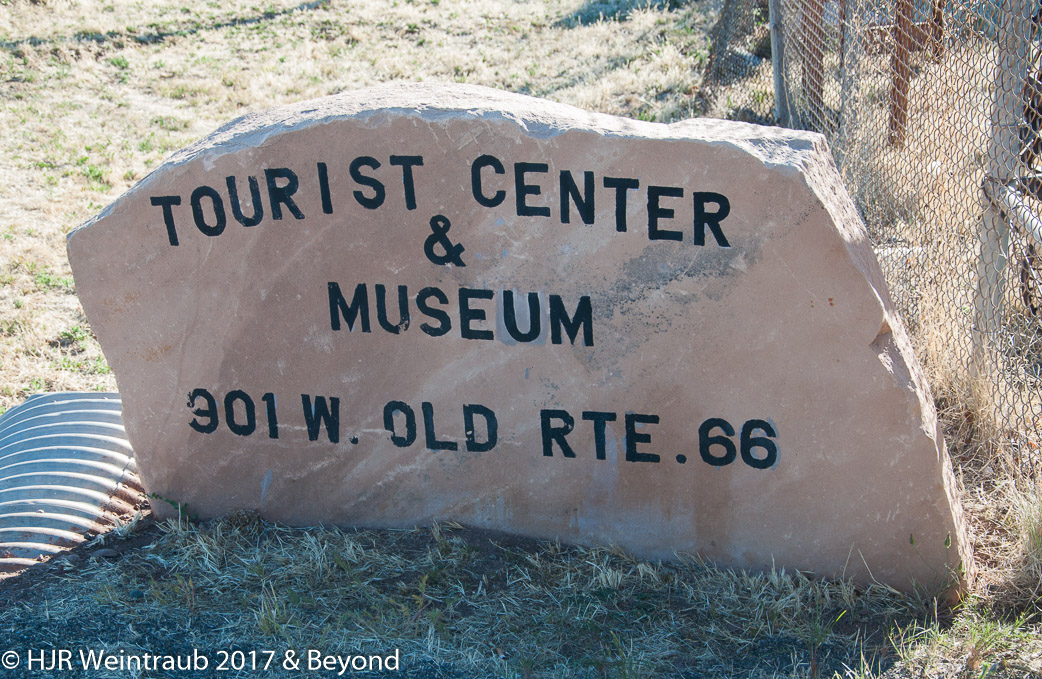 TOURIST CENTER
&
MUSEUM
901 W. OLD RTE. 66
© HJR Weintraub 2017 & Beyond